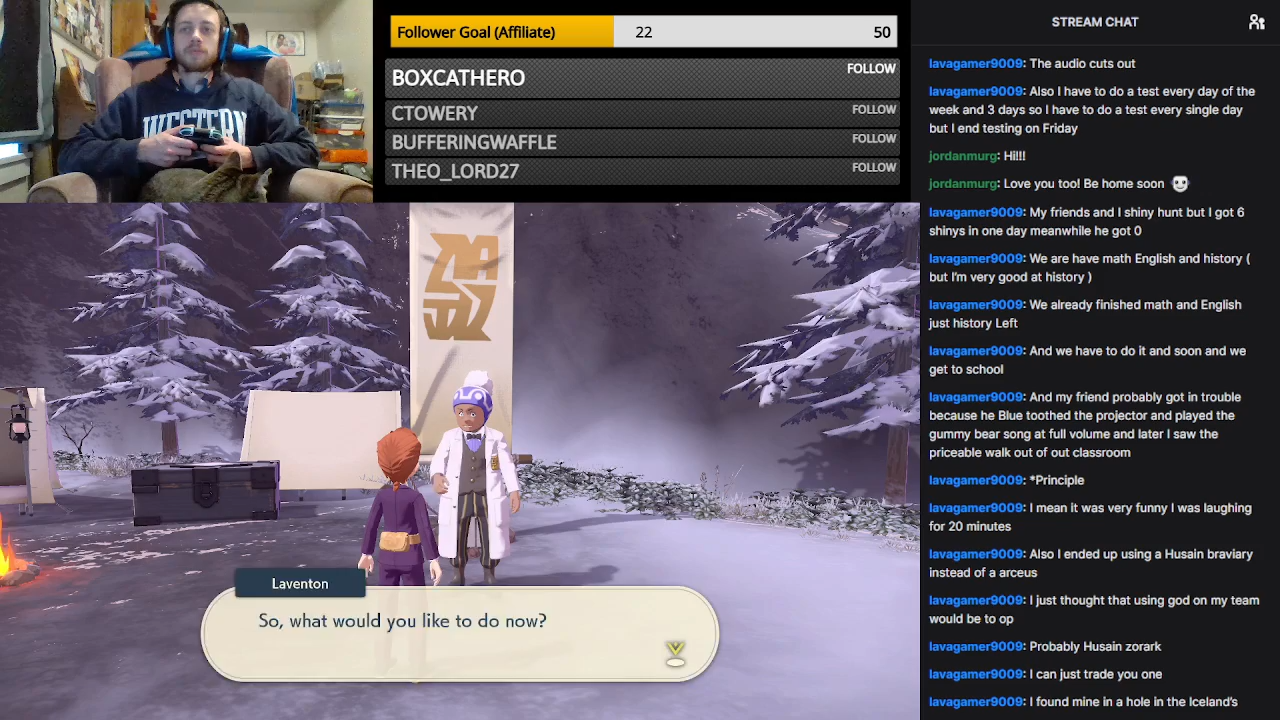 WESTERN
Follower Goal (Affiliate) 22 50
BOXCATHERO FOLLOW
CTOWERY FOLLOW
BUFFERINGWAFFLE FOLLOW
THEO_LORD27 FOLLOW
Laventon
So, what would you like to do now?
STREAM CHAT
lavagamer9009: The audio cuts out
lavagamer9009: Also I have to do a test every day of the
week and 3 days so I have to do a test every single day
but I end testing on Friday
jordanmurg: Hi!!!
jordanmurg: Love you too! Be home soon
lavagamer9009: My friends and I shiny hunt but I got 6
shinys in one day meanwhile he got 0
lavagamer9009: We are have math English and history (
but I'm very good at history )
lavagamer9009: We already finished math and English
just history Left
lavagamer9009: And we have to do it and soon and we
get to school
lavagamer9009: And my friend probably got in trouble
because he Blue toothed the projector and played the
gummy bear song at full volume and later I saw the
priceable walk out of out classroom
lavagamer9009: *Principle
lavagamer9009: I mean it was very funny I was laughing
for 20 minutes
lavagamer9009: Also I ended up using a Husain braviary
instead of a arceus
lavagamer9009: I just thought that using god on my team
would be to op
lavagamer9009: Probably Husain zorark
lavagamer9009: I can just trade you one
lavagamer9009: I found mine in a hole in the Iceland's